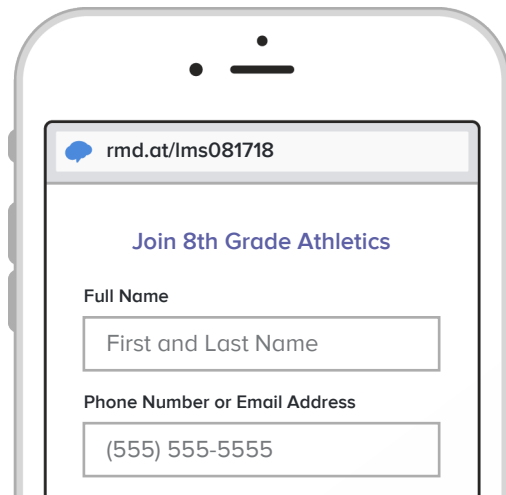 rmd.at/lms081718
Join 8th Grade Athletics
Full Name
First and Last Name
Phone Number or Email Address
(555) 555-5555